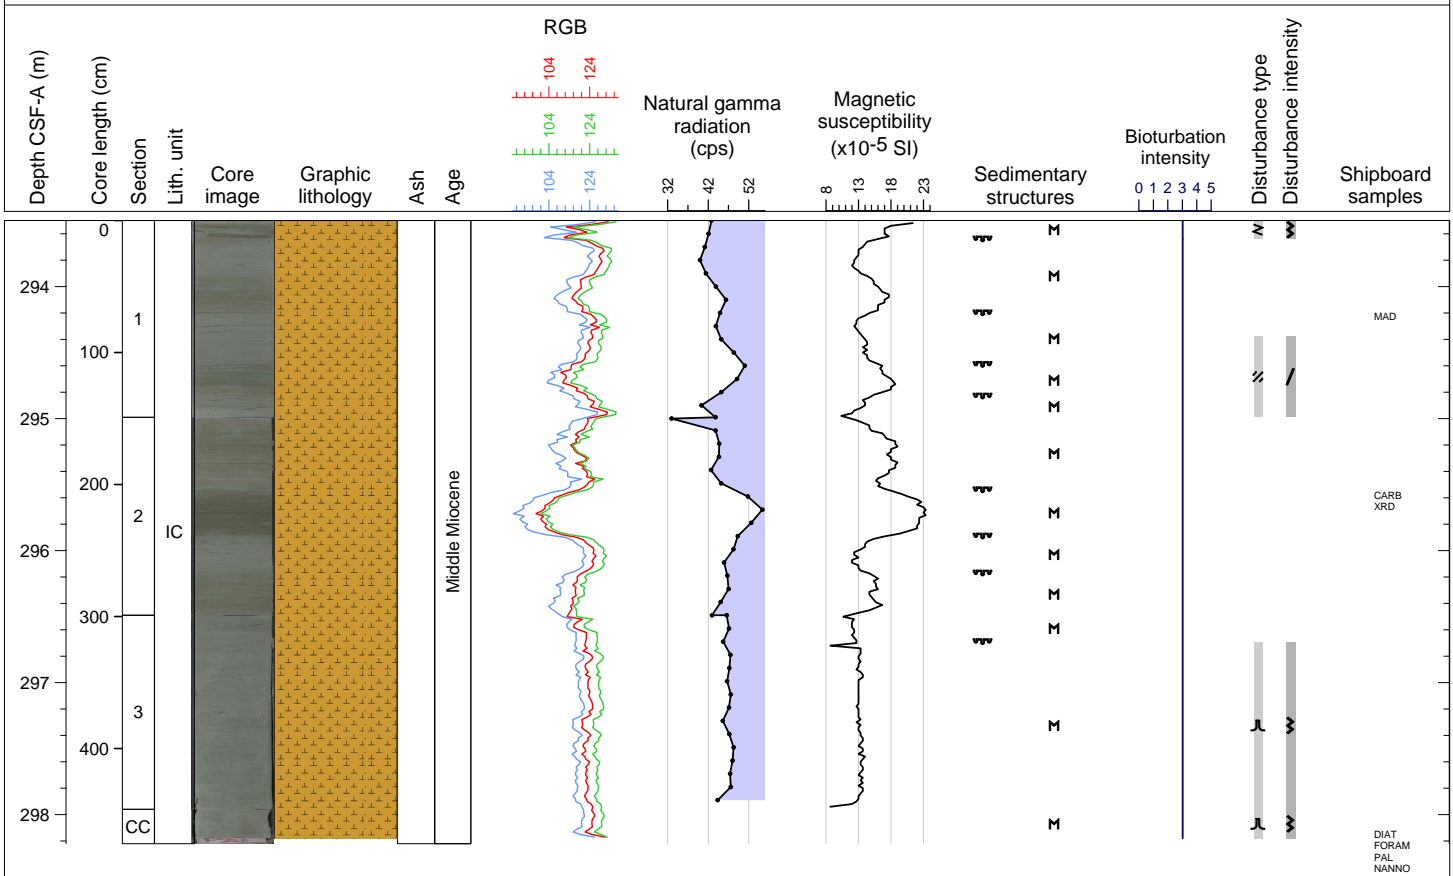 Depth CSF-A (m)
Core length (cm)
Section
Lith. unit
Core
image
Graphic
lithology
Ash
Age
RGB
104 124
104 124
104 124
Natural gamma
radiation
(cps)
32 42 52
Magnetic
susceptibility
(x10-5 SI)
8 13 18 23
Sedimentary
structures
Bioturbation
intensity
0 1 2 3 4 5
Disturbance type
Disturbance intensity
Shipboard
samples
0
294
1
MAD
100
295
200
2
IC
Middle Miocene
CARB
XRD
296
300
297
3
400
298
CC
DIAT
FORAM
PAL
NANNO
M
M
M
M
M
M
M
M
M
M
M
M